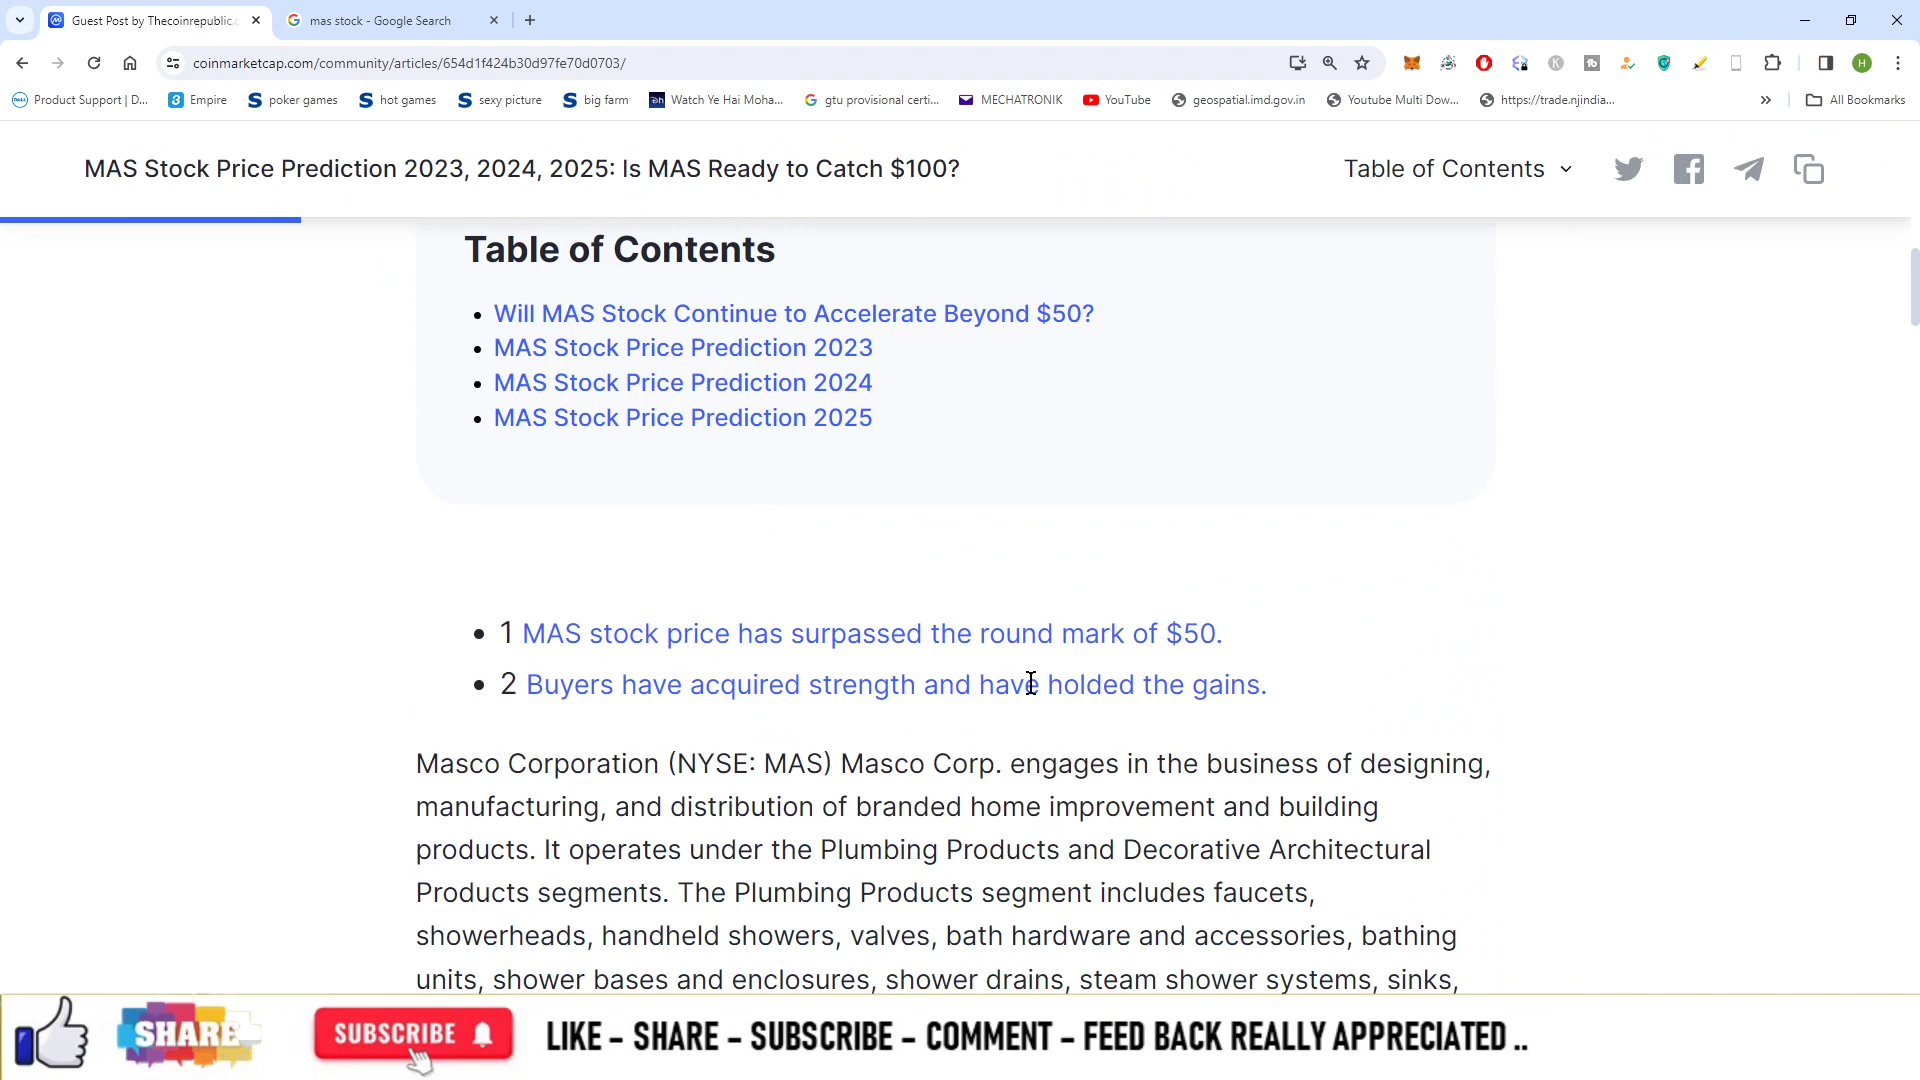 Guest Post by Thecoinrepublic.c
mas stock - Google Search
coinmarketcap.com/community/articles/654d1f424b30d97fe70d0703/
Product Support | D...
Empire
poker games
hot games
sexy picture
big farm
Watch Ye Hai Moha...
gtu provisional certi...
MECHATRONIK
YouTube
geospatial.imd.gov.in
Youtube Multi Dow...
https://trade.njindia...
All Bookmarks
MAS Stock Price Prediction 2023, 2024, 2025: Is MAS Ready to Catch $100?
Table of Contents
Table of Contents
Will MAS Stock Continue to Accelerate Beyond $50?
MAS Stock Price Prediction 2023
MAS Stock Price Prediction 2024
MAS Stock Price Prediction 2025
1 MAS stock price has surpassed the round mark of $50.
2 Buyers have acquired strength and have holded the gains.
Masco Corporation (NYSE: MAS) Masco Corp. engages in the business of designing,
manufacturing, and distribution of branded home improvement and building
products. It operates under the Plumbing Products and Decorative Architectural
Products segments. The Plumbing Products segment includes faucets,
showerheads, handheld showers, valves, bath hardware and accessories, bathing
units, shower bases and enclosures, shower drains, steam shower systems, sinks,
SHARE
SUBSCRIBE
LIKE - SHARE - SUBSCRIBE - COMMENT - FEED BACK REALLY APPRECIATED ..